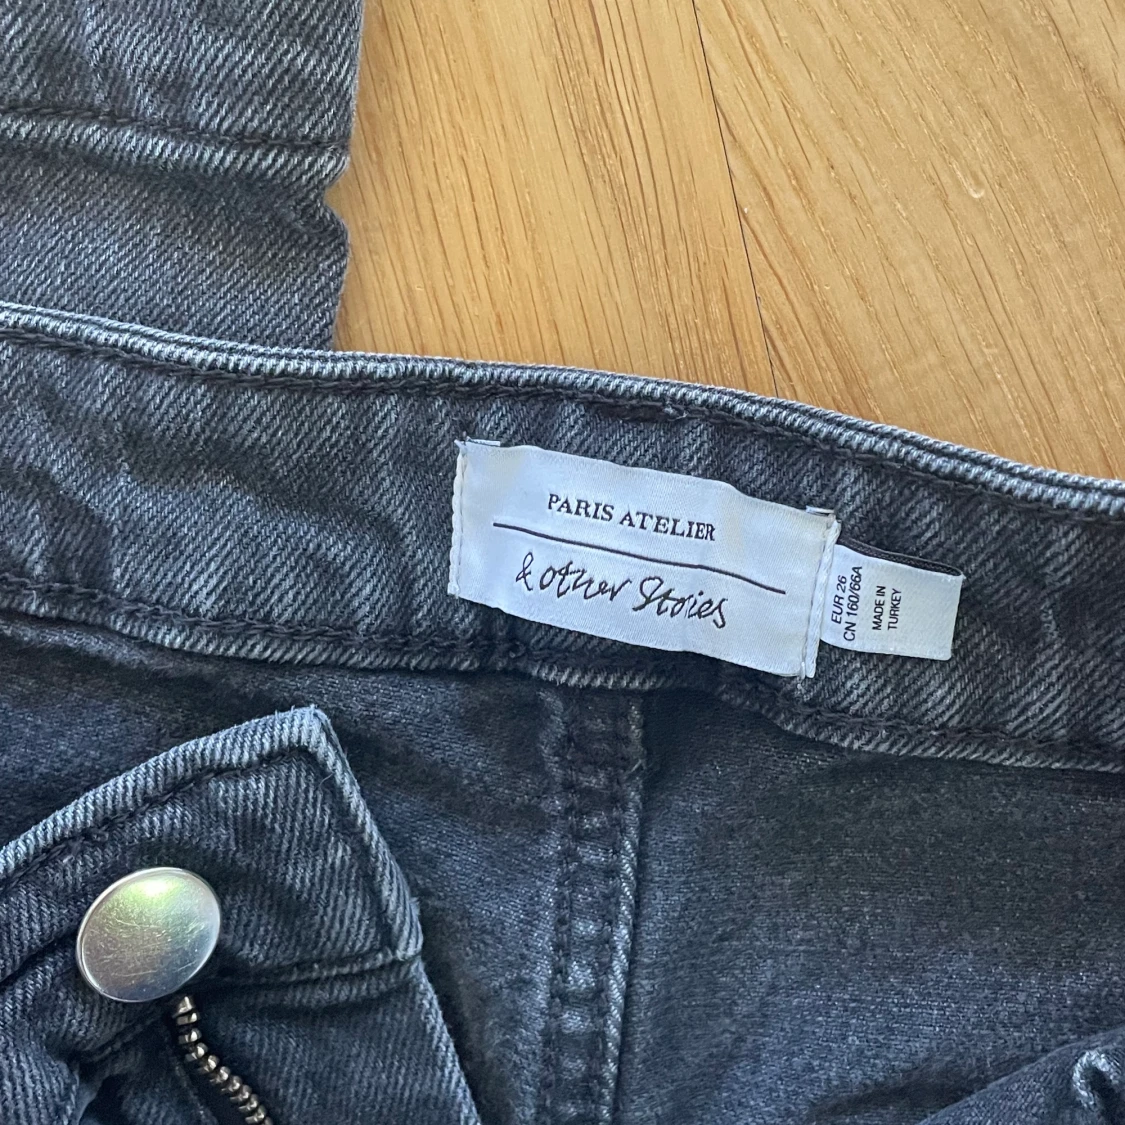 PARIS ATELIER
& other Stories
EUR 26
CN 160/66A
MADE IN
TURKEY